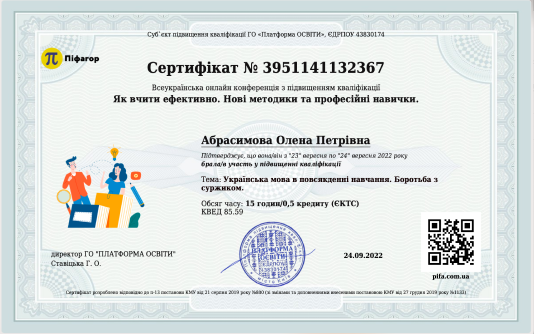 Суб'єкт підвищення кваліфікації ГО «Платформа ОСВІТИ», ЄДРПОУ 43830174
Піфагор
Сертифікат № 3951141132367
Всеукраїнська онлайн конференція з підвищенням кваліфікації
Як вчити ефективно. Нові методики та професійні навички.
Абрасимова Олена Петрівна
Підтверджує, що вона/він з "23" вересня по "24" вересня 2022 року
брала/в участь у підвищенні кваліфікації
Тема: Українська мова в повсякденні навчання. Боротьба з
суржиком.
Обсяг часу: 15 годин/0,5 кредиту (ЄКТС)
КВЕД 85.59
директор ГО "ПЛАТФОРМА ОСВІТИ"
Ставіцька Г. О.
ПЛАТФОРМА
ОСВІТИ
43830174
24.09.2022
pifa.com.ua
Сертифікат розроблено відповідно до п-13 постанови КМУ від 21 серпня 2019 року №800 (зі змінами та доповненнями внесеними постановою КМУ від 27 грудня 2019 року №1133)